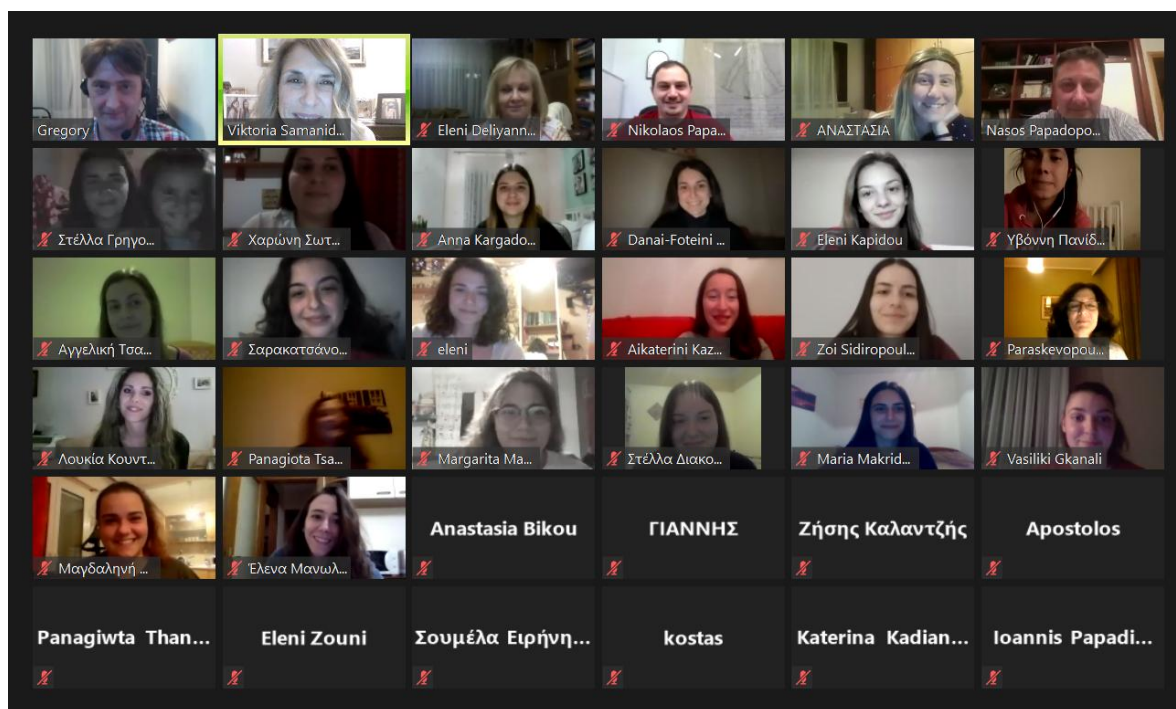 Gregory
Viktoria Samanid...
Eleni Deliyann...
Nikolaos Papa...
ΑΝΑΣΤΑΣΙΑ
Nasos Papadopo...
Στέλλα Γρηγο...
Χαρώνη Σωτ...
Anna Kargado...
Danai-Foteini ...
Eleni Kapidou
Υβόννη Πανίδ...
Αγγελική Τσα...
Σαρακατσάνο...
eleni
Aikaterini Kaz...
Zoi Sidiropoul...
Paraskevopou...
Λουκία Κουντ...
Panagiota Tsa...
Margarita Ma...
Στέλλα Διακο...
Maria Makrid...
Vasiliki Gkanali
Μαγδαληνή ...
Έλενα Μανωλ...
Anastasia Bikou
ΓΙΑΝΝΗΣ
Ζήσης Καλαντζής
Apostolos
Panagiwta Than...
Eleni Zouni
Σουμέλα Ειρήνη...
kostas
Katerina Kadian...
Ioannis Papadi...